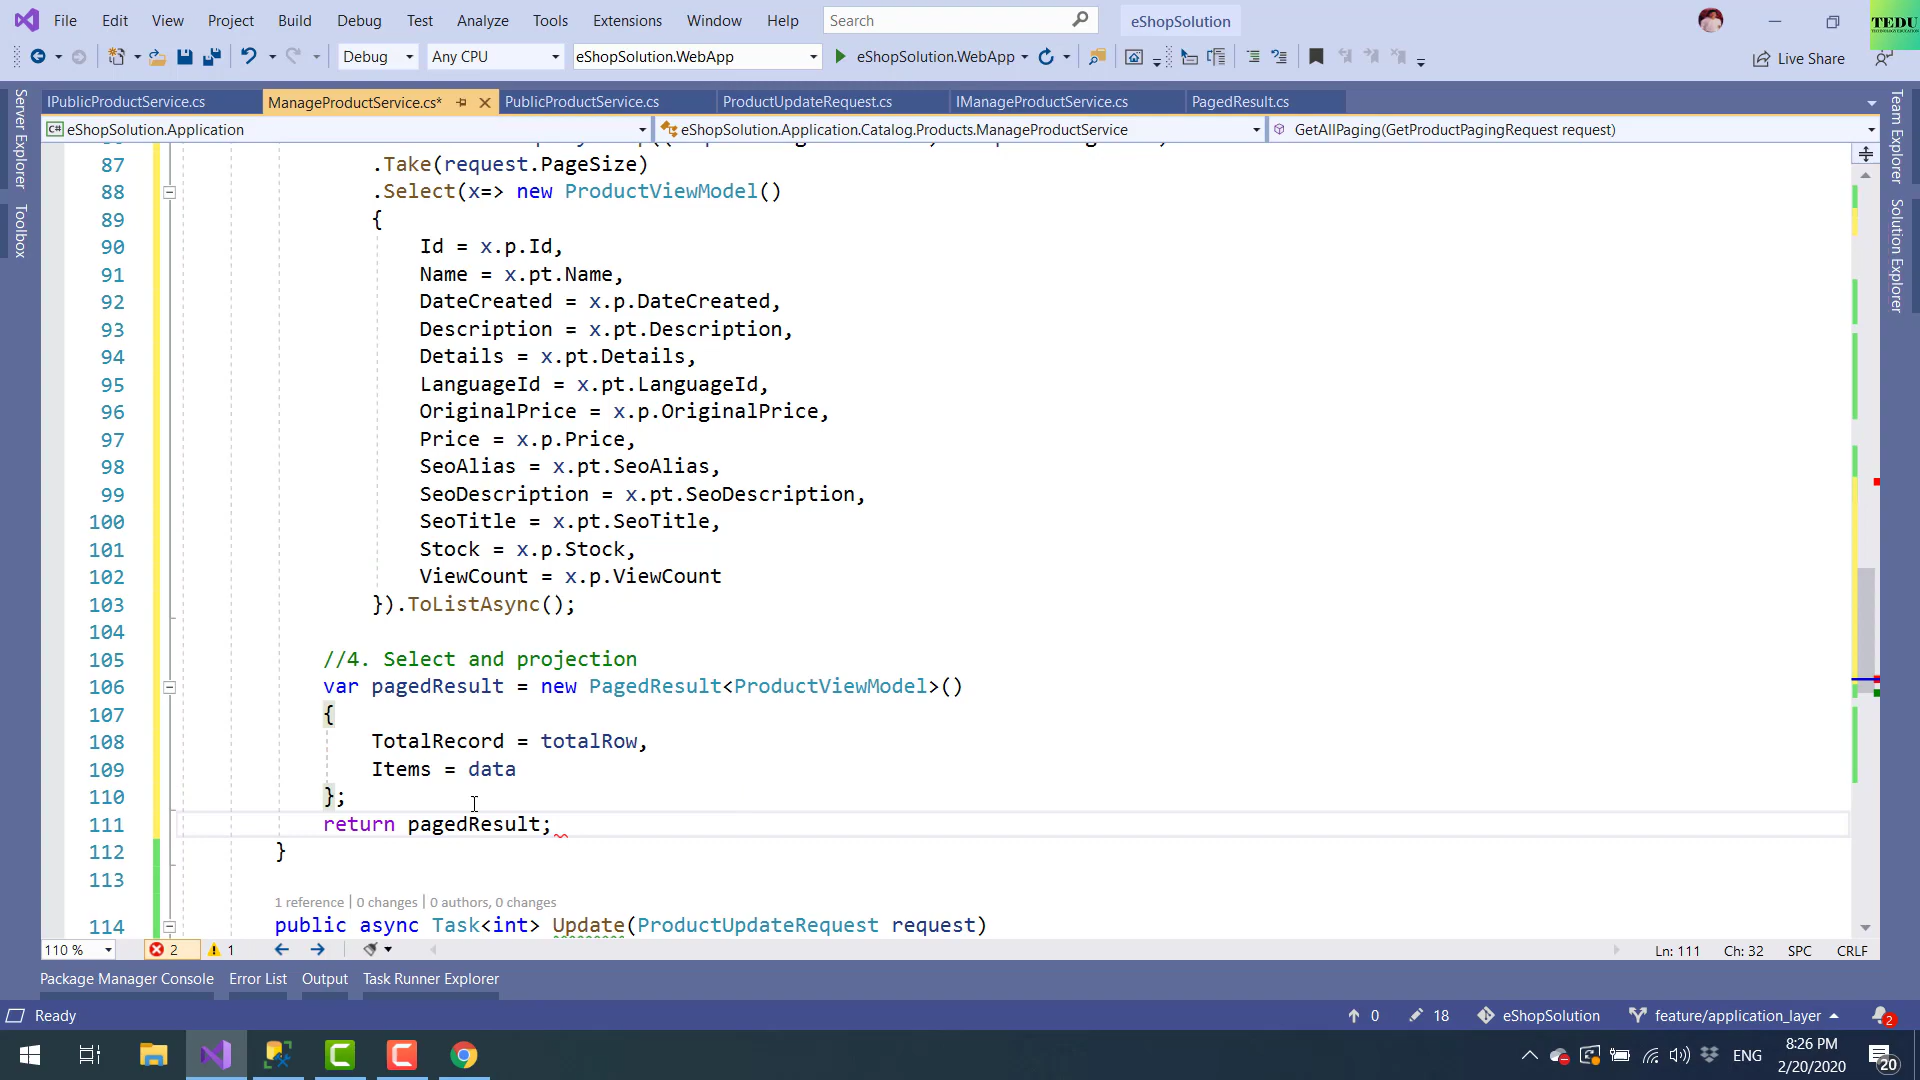 File Edit View Project Build Debug Test Analyze Tools Extensions Window Help Search eShopSolution TEDU
Debug Any CPU eShopSolution.WebApp eShopSolution.WebApp Live Share
IPublicProductService.cs ManageProductService.cs* PublicProductService.cs ProductUpdateRequest.cs IManageProductService.cs PagedResult.cs
C# eShopSolution.Application eShopSolution.Application.Catalog.Products.ManageProductService GetAllPaging(GetProductPagingRequest request)
Server Explorer
Toolbox
Team Explorer
Solution Explorer
87 .Take(request.PageSize)
88 .Select(x=> new ProductViewModel()
89 {
90 Id = x.p.Id,
91 Name = x.pt.Name,
92 DateCreated = x.p.DateCreated,
93 Description = x.pt.Description,
94 Details = x.pt.Details,
95 LanguageId = x.pt.LanguageId,
96 OriginalPrice = x.p.OriginalPrice,
97 Price = x.p.Price,
98 SeoAlias = x.pt.SeoAlias,
99 SeoDescription = x.pt.SeoDescription,
100 SeoTitle = x.pt.SeoTitle,
101 Stock = x.p.Stock,
102 ViewCount = x.p.ViewCount
103 }).ToListAsync();
104
105 //4. Select and projection
106 var pagedResult = new PagedResult<ProductViewModel>()
107 {
108 TotalRecord = totalRow,
109 Items = data
110 };
111 return pagedResult;
112 }
113
1 reference | 0 changes | 0 authors, 0 changes
114 public async Task<int> Update(ProductUpdateRequest request)
110 % 2 1 Ln: 111 Ch: 32 SPC CRLF
Package Manager Console Error List Output Task Runner Explorer
Ready 0 18 eShopSolution feature/application_layer 2
ENG 8:26 PM
2/20/2020 20